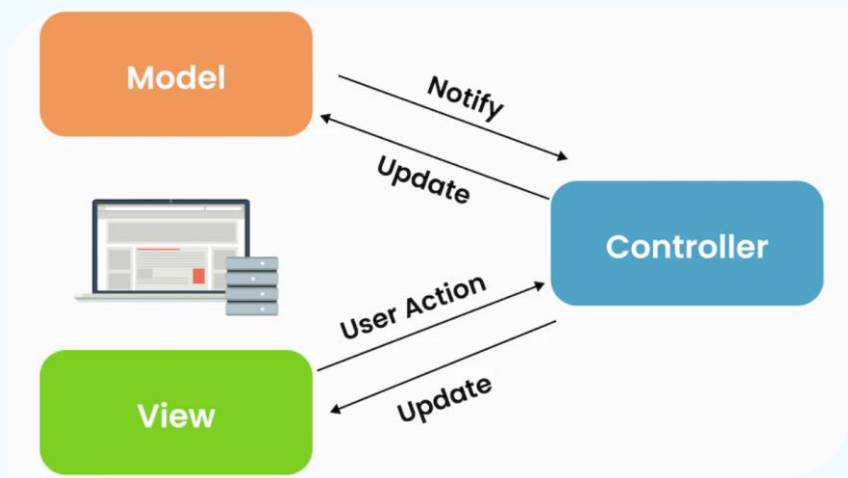 Model
Notify
Update
Controller
User Action
Update
View